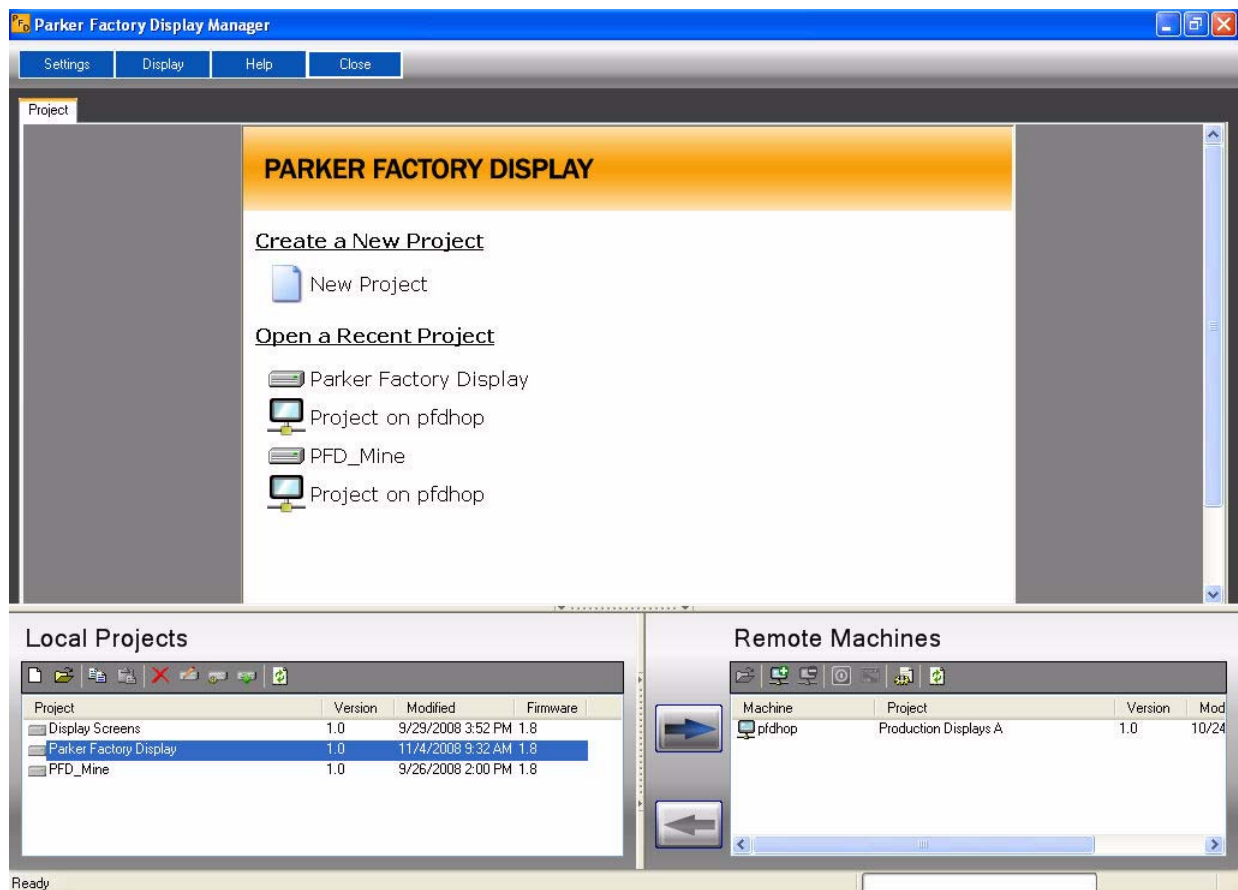 PFD Parker Factory Display Manager
Settings Display Help Close
Project
PARKER FACTORY DISPLAY
Create a New Project
New Project
Open a Recent Project
Parker Factory Display
Project on pfdhop
PFD_Mine
Project on pfdhop
Local Projects
Project Version Modified Firmware
Display Screens 1.0 9/29/2008 3:52 PM 1.8
Parker Factory Display 1.0 11/4/2008 9:32 AM 1.8
PFD_Mine 1.0 9/26/2008 2:00 PM 1.8
Remote Machines
Machine Project Version Mod
pfdhop Production Displays A 1.0 10/24
Ready